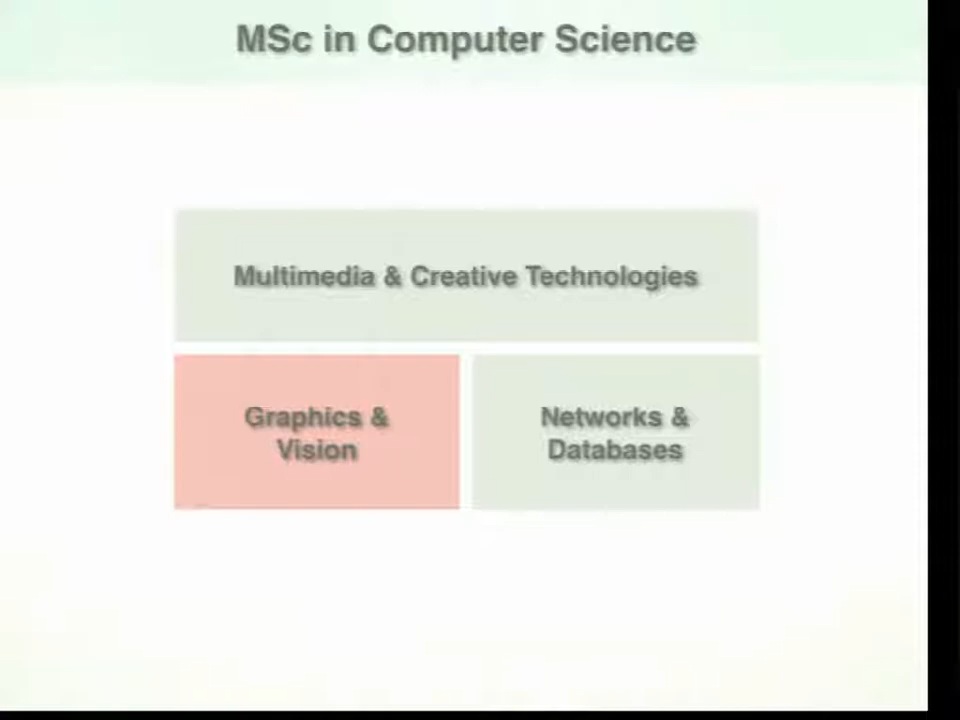 MSc in Computer Science
Multimedia & Creative Technologies
Graphics &
Vision
Networks &
Databases